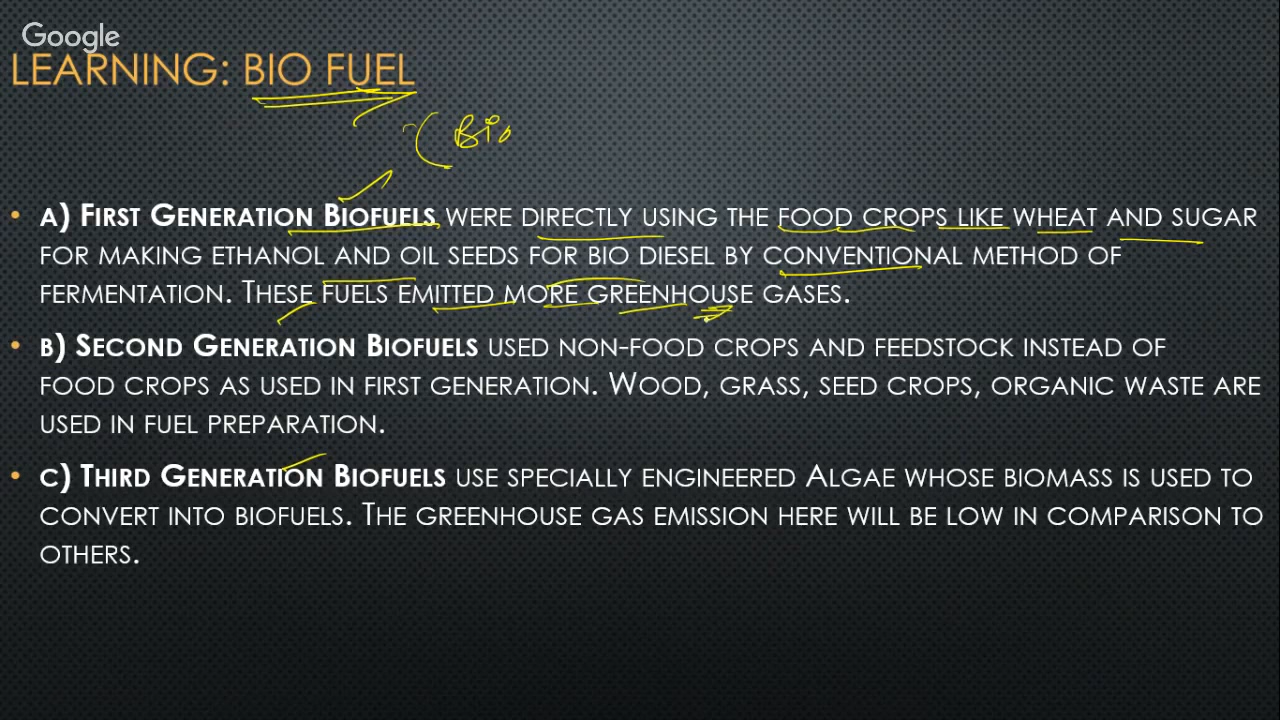 Google
LEARNING: BIO FUEL
(Bio
• A) FIRST GENERATION BIOFUELS WERE DIRECTLY USING THE FOOD CROPS LIKE WHEAT AND SUGAR
FOR MAKING ETHANOL AND OIL SEEDS FOR BIO DIESEL BY CONVENTIONAL METHOD OF
FERMENTATION. THESE FUELS EMITTED MORE GREENHOUSE GASES.
• B) SECOND GENERATION BIOFUELS USED NON-FOOD CROPS AND FEEDSTOCK INSTEAD OF
FOOD CROPS AS USED IN FIRST GENERATION. WOOD, GRASS, SEED CROPS, ORGANIC WASTE ARE
USED IN FUEL PREPARATION.
• C) THIRD GENERATION BIOFUELS USE SPECIALLY ENGINEERED ALGAE WHOSE BIOMASS IS USED TO
CONVERT INTO BIOFUELS. THE GREENHOUSE GAS EMISSION HERE WILL BE LOW IN COMPARISON TO
OTHERS.